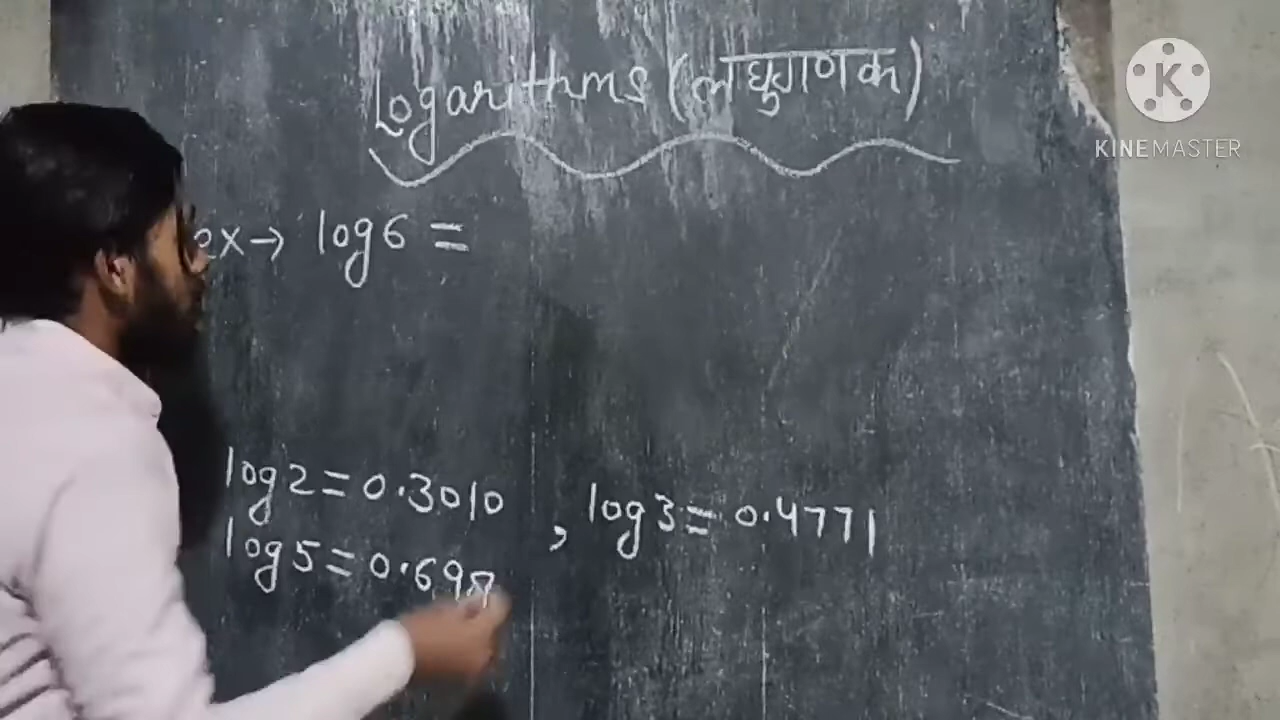 Logarithms (लघुगणक)
KINEMASTER
ex→ log6 =
log2 = 0.3010 , log3 = 0.4771
log5 = 0.698